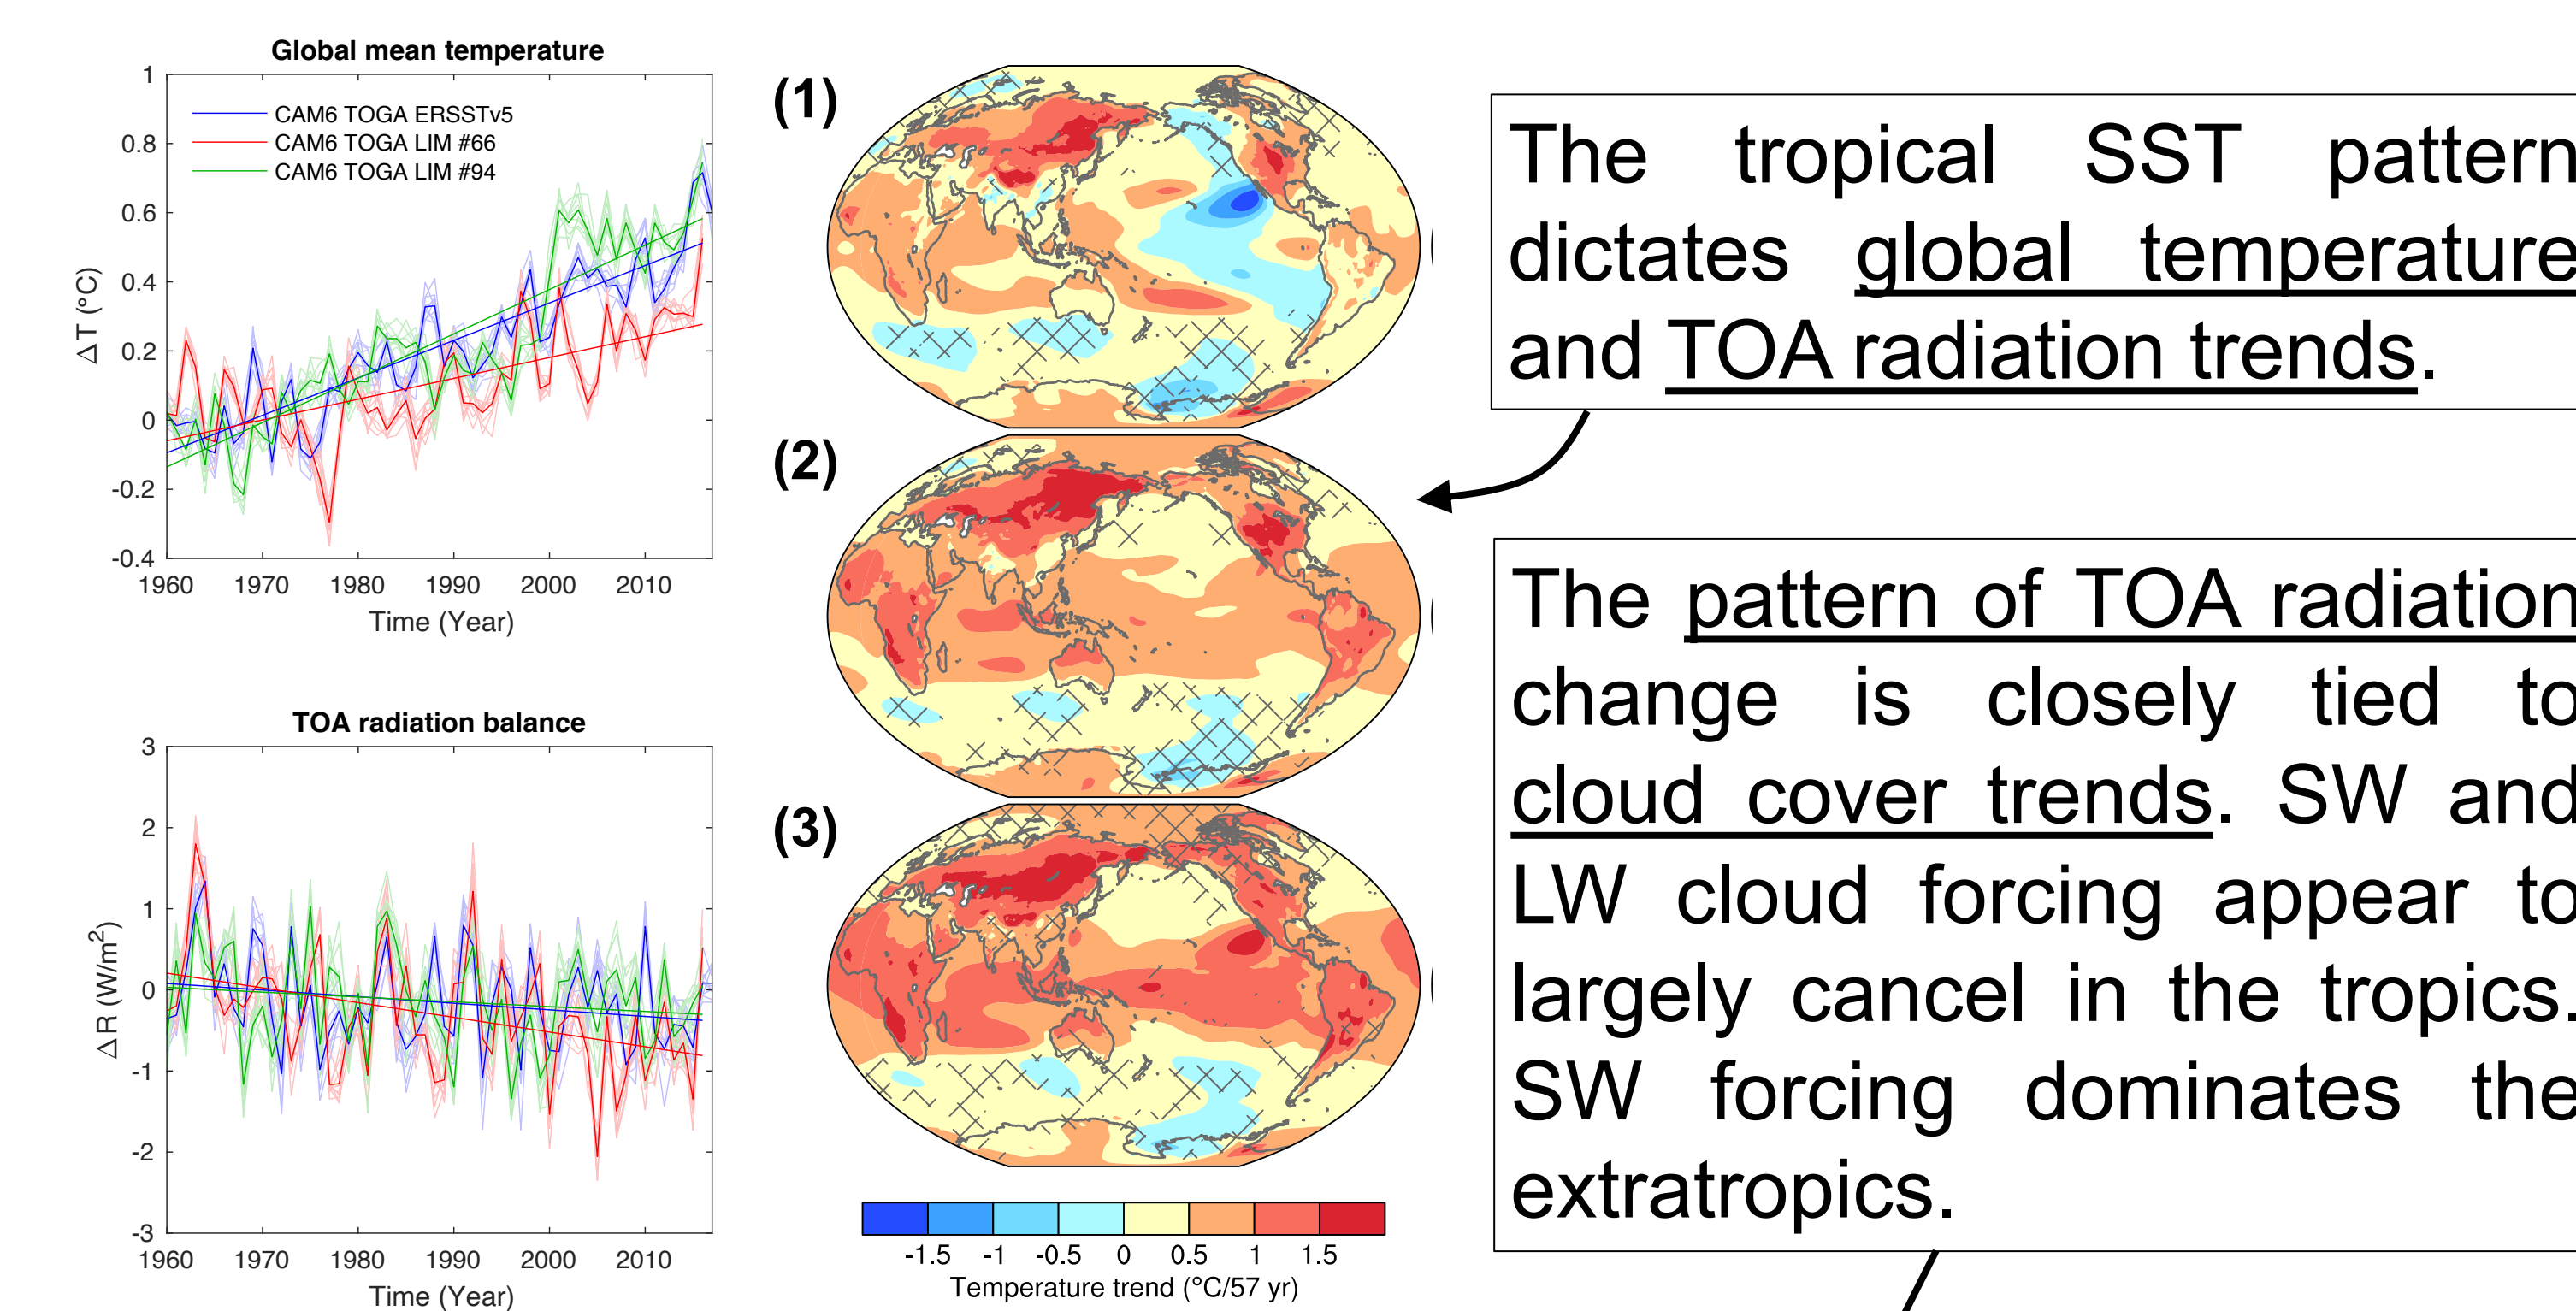 Global mean temperature
1
0.8
0.6
0.4
0.2
0
-0.2
-0.4
ΔT (°C)
CAM6 TOGA ERSSTv5
CAM6 TOGA LIM #66
CAM6 TOGA LIM #94
1960 1970 1980 1990 2000 2010
Time (Year)
TOA radiation balance
3
2
1
0
-1
-2
-3
ΔR (W/m²)
1960 1970 1980 1990 2000 2010
Time (Year)
(1)
(2)
(3)
-1.5 -1 -0.5 0 0.5 1 1.5
Temperature trend (°C/57 yr)
The tropical SST pattern
dictates global temperature
and TOA radiation trends.
The pattern of TOA radiation
change is closely tied to
cloud cover trends. SW and
LW cloud forcing appear to
largely cancel in the tropics.
SW forcing dominates the
extratropics.